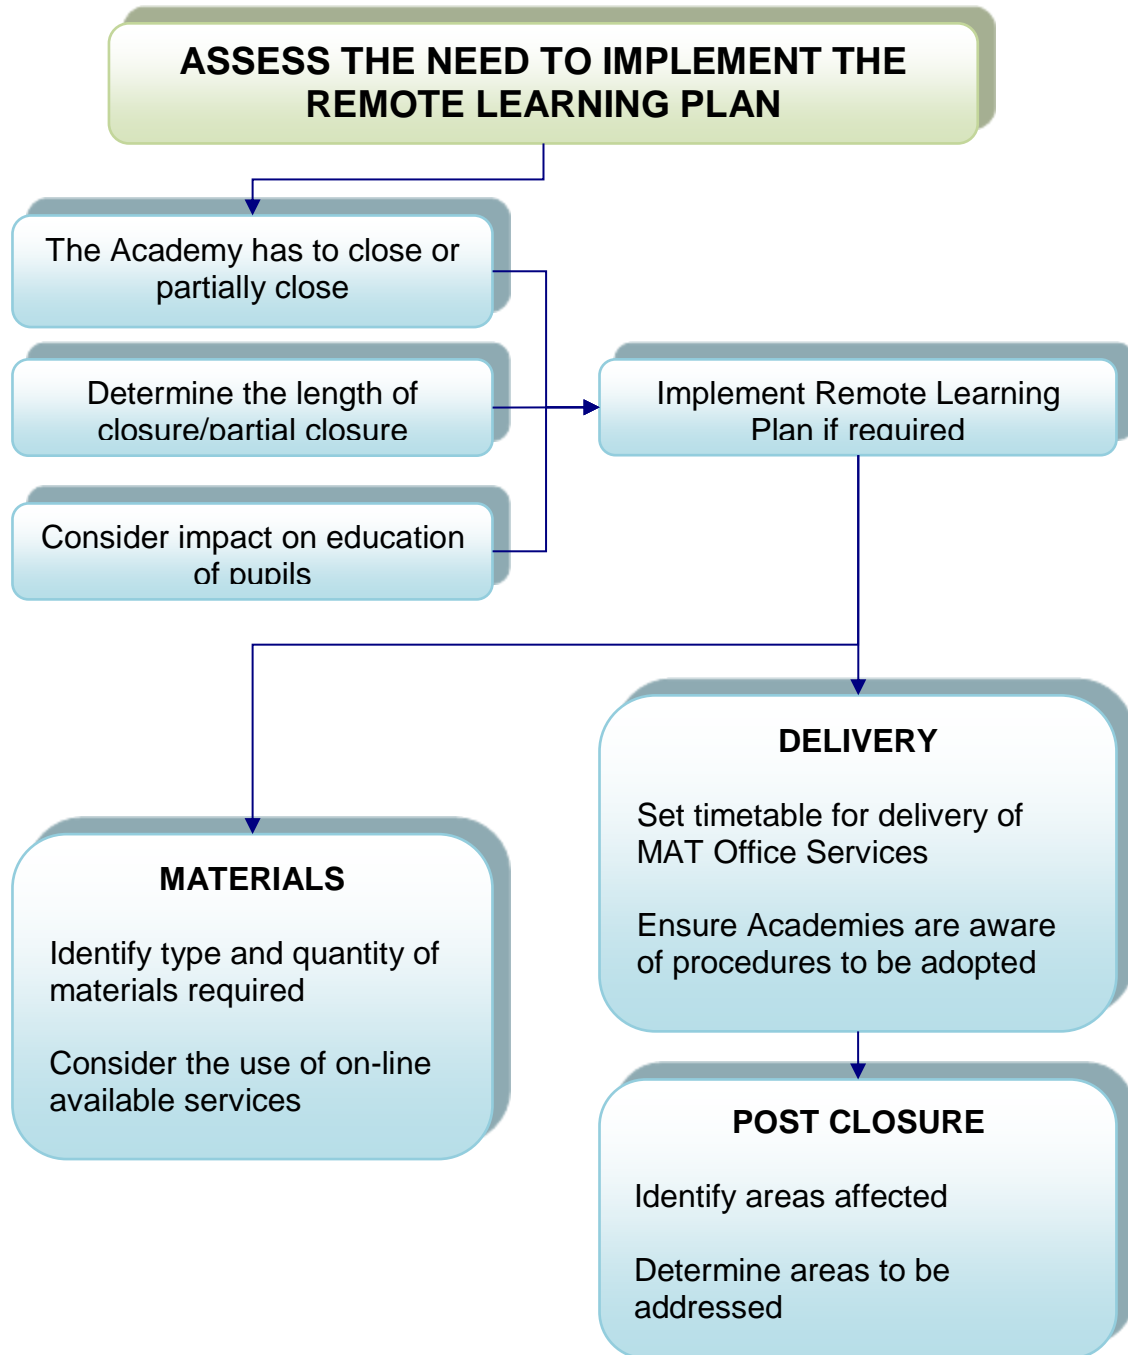 ASSESS THE NEED TO IMPLEMENT THE
REMOTE LEARNING PLAN
The Academy has to close or
partially close
Determine the length of
closure/partial closure
Implement Remote Learning
Plan if required
Consider impact on education
of pupils
MATERIALS
Identify type and quantity of
materials required
Consider the use of on-line
available services
DELIVERY
Set timetable for delivery of
MAT Office Services
Ensure Academies are aware
of procedures to be adopted
POST CLOSURE
Identify areas affected
Determine areas to be
addressed